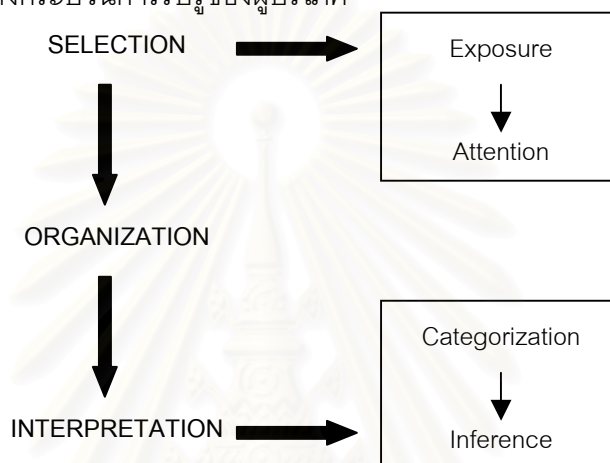 SELECTION
Exposure
Attention
ORGANIZATION
Categorization
INTERPRETATION
Inference